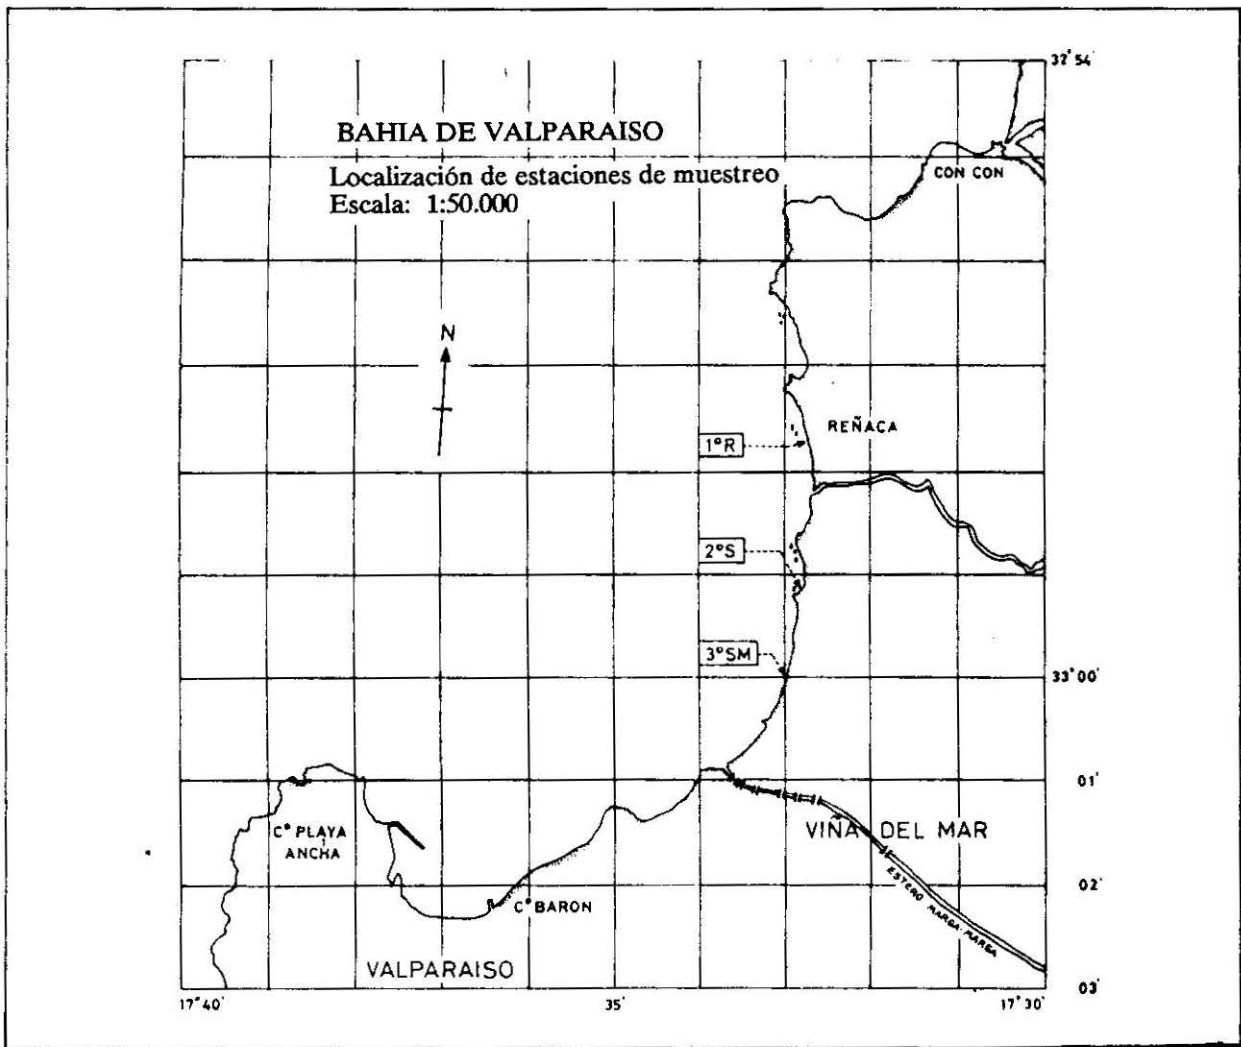 32°54'
BAHIA DE VALPARAISO
Localización de estaciones de muestreo
Escala: 1:50.000
CON CON
N
REÑACA
1°R
2°S
3°SM
33°00'
01'
C° PLAYA
ANCHA
VIÑA DEL MAR
ESTERO MARGA-MARGA
02'
C° BARON
VALPARAISO
03'
17°40'
35'
17°30'